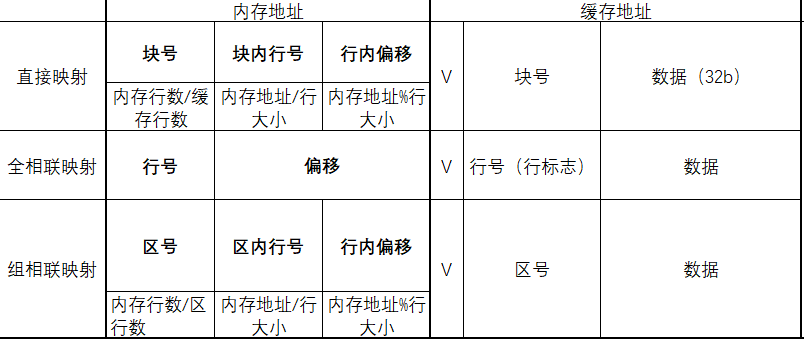 内存地址 缓存地址
直接映射 块号 块内行号 行内偏移 V 块号 数据（32b）
内存行数/缓 内存地址/行 内存地址%行
存行数 大小 大小
全相联映射 行号 偏移 V 行号（行标志） 数据
组相联映射 区号 区内行号 行内偏移 V 区号 数据
内存行数/区 内存地址/行 内存地址%行
行数 大小 大小